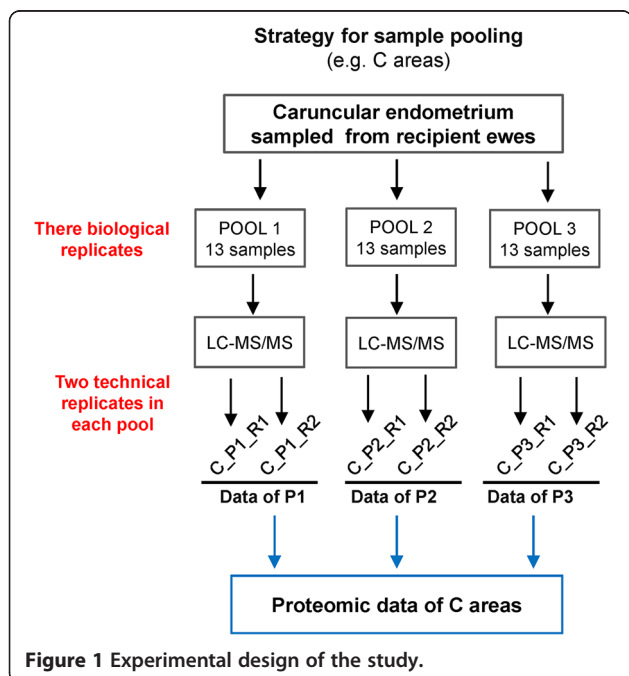 Strategy for sample pooling
(e.g. C areas)
Caruncular endometrium
sampled from recipient ewes
There biological
replicates
POOL 1
13 samples
POOL 2
13 samples
POOL 3
13 samples
LC-MS/MS
LC-MS/MS
LC-MS/MS
Two technical
replicates in
each pool
C_P1_R1
C_P1_R2
C_P2_R1
C_P2_R2
C_P3_R1
C_P3_R2
Data of P1
Data of P2
Data of P3
Proteomic data of C areas
Figure 1 Experimental design of the study.